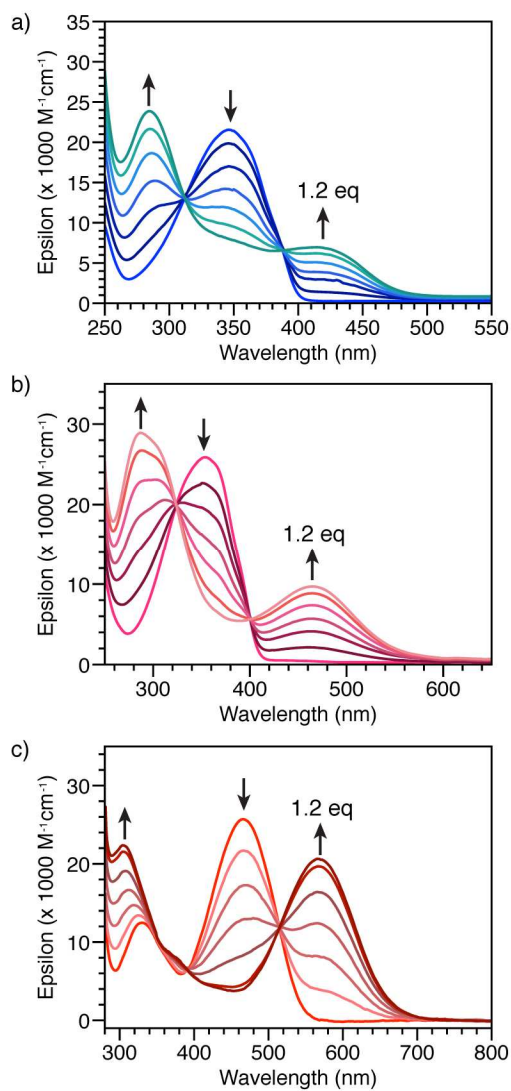 a)
35
30
25
20
15
10
5
0
Epsilon (x 1000 M⁻¹cm⁻¹)
1.2 eq
250 300 350 400 450 500 550
Wavelength (nm)
b)
30
20
10
0
Epsilon (x 1000 M⁻¹cm⁻¹)
1.2 eq
300 400 500 600
Wavelength (nm)
c)
30
20
10
0
Epsilon (x 1000 M⁻¹cm⁻¹)
1.2 eq
300 400 500 600 700 800
Wavelength (nm)